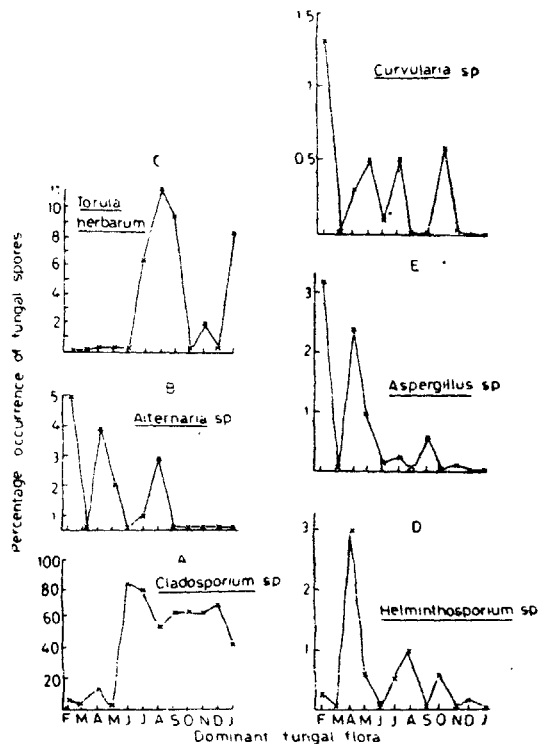 Percentage occurrence of fungal spores
C
Torula
herbarum
11
10
8
6
4
2
B
Alternaria sp
5
4
3
2
1
A
Cladosporium sp
100
80
60
40
20
F M A M J J A S O N D J
Curvularia sp
1.5
1
0.5
E
Aspergillus sp
3
2
1
D
Helminthosporium sp
3
2
1
F M A M J J A S O N D J
Dominant fungal flora